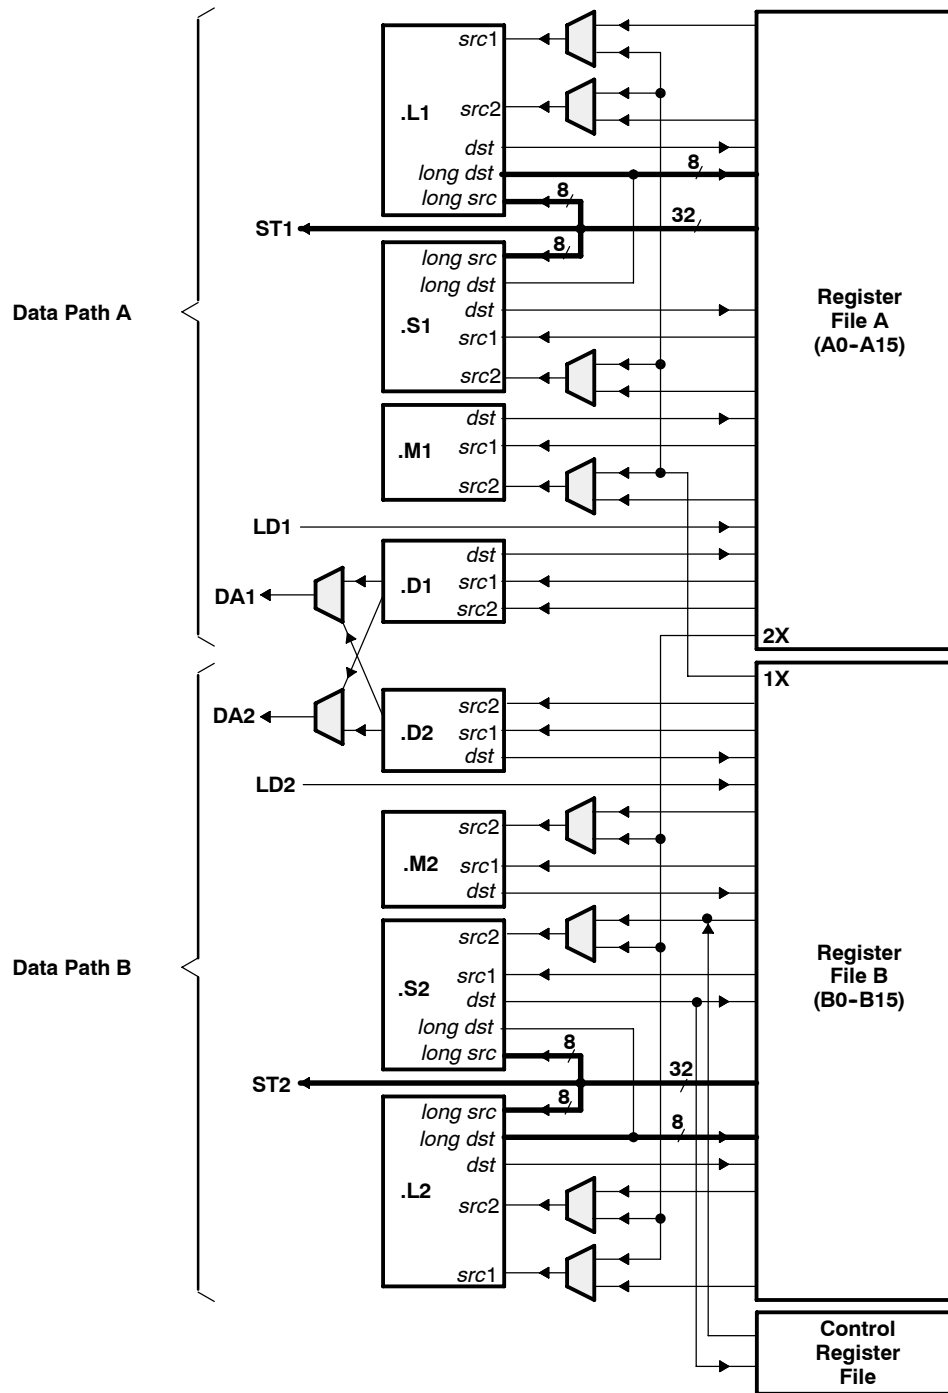 src1
.L1
src2
dst
long dst
8
long src
8
ST1
32
8
long src
long dst
Data Path A
dst
.S1
src1
src2
Register
File A
(A0-A15)
dst
.M1
src1
src2
LD1
dst
.D1
src1
src2
DA1
2X
1X
DA2
src2
.D2
src1
dst
LD2
src2
.M2
src1
dst
src2
Data Path B
.S2
src1
dst
long dst
long src
8
Register
File B
(B0-B15)
ST2
32
8
long src
long dst
8
dst
.L2
src2
src1
Control
Register
File